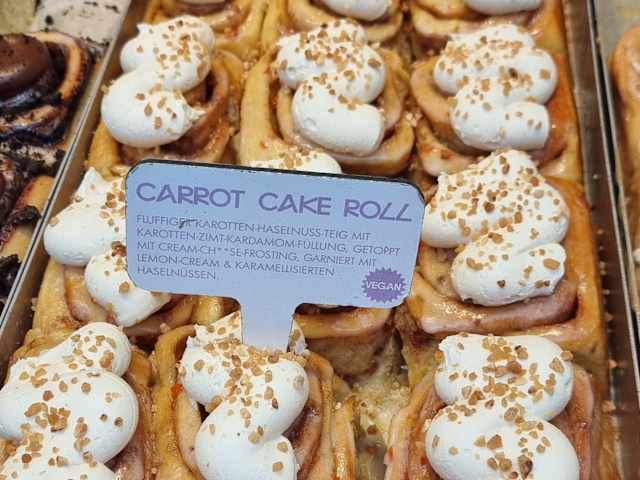 CARROT CAKE ROLL
FLUFFIGER KAROTTEN-HASELNUSS-TEIG MIT
KAROTTEN-ZIMT-KARDAMOM-FÜLLUNG, GETOPPT
MIT CREAM-CH**SE-FROSTING, GARNIERT MIT
LEMON-CREAM & KARAMELLISIERTEN
HASELNÜSSEN.
VEGAN